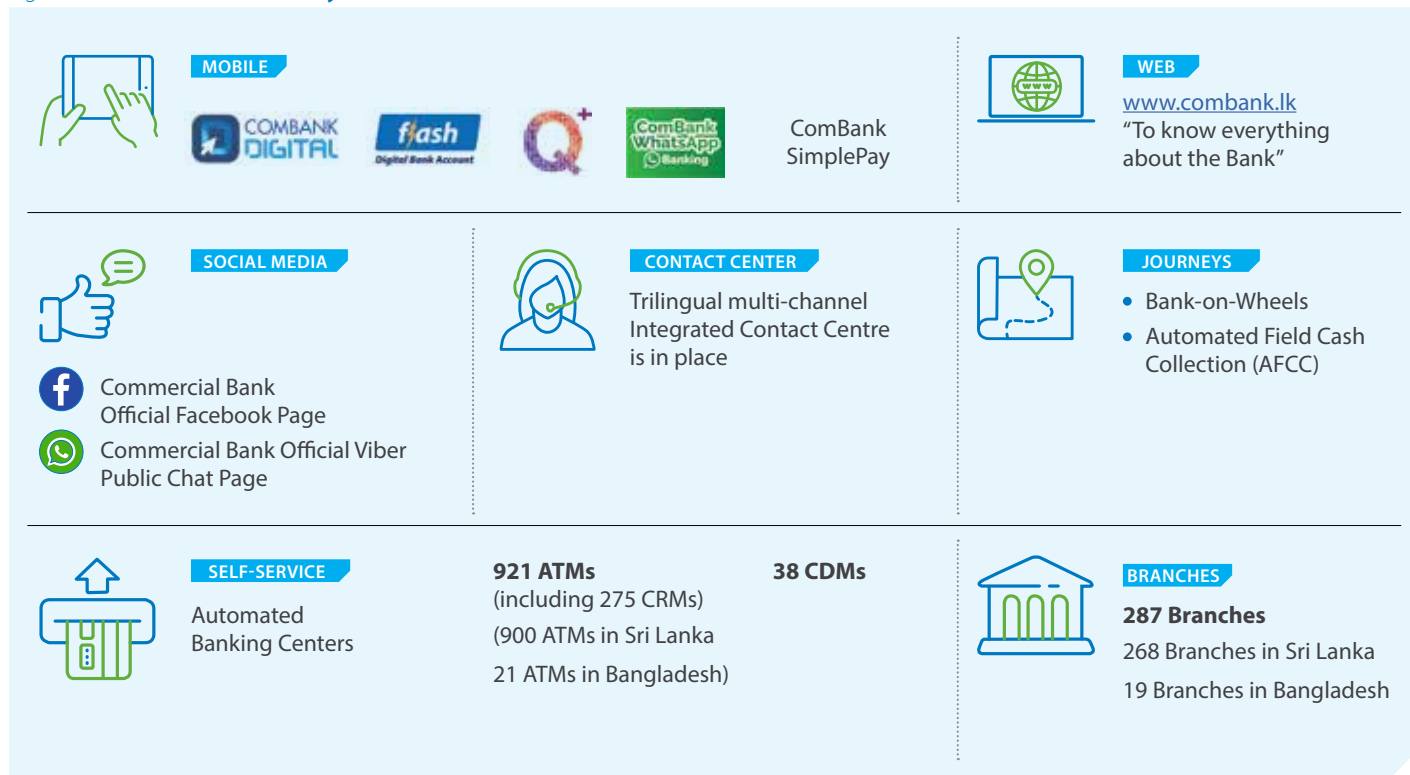 MOBILE
COMBANK
DIGITAL
flash
Digital Bank Account
Q+
ComBank
WhatsApp
Banking
ComBank
SimplePay
WEB
www
www.combank.lk
“To know everything
about the Bank”
SOCIAL MEDIA
f
Commercial Bank
Official Facebook Page
Commercial Bank Official Viber
Public Chat Page
CONTACT CENTER
Trilingual multi-channel
Integrated Contact Centre
is in place
JOURNEYS
• Bank-on-Wheels
• Automated Field Cash
Collection (AFCC)
SELF-SERVICE
Automated
Banking Centers
921 ATMs
(including 275 CRMs)
(900 ATMs in Sri Lanka
21 ATMs in Bangladesh)
38 CDMs
BRANCHES
287 Branches
268 Branches in Sri Lanka
19 Branches in Bangladesh